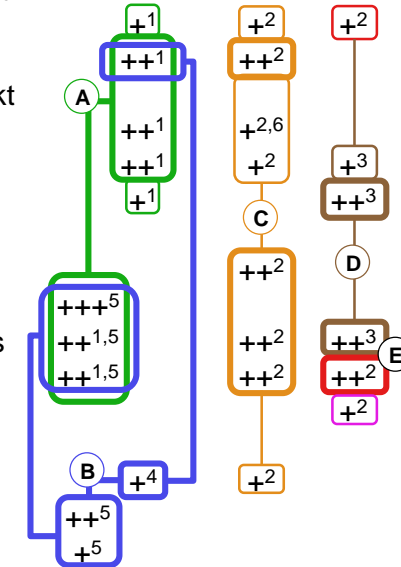 +1 +2 +2
++1 ++2
kt A
++1 +2,6
++1 +2 +3
+1 ++3
C
D
++2
+++5
s ++1,5 ++2 ++3
E
++1,5 ++2 ++2
+2
B +4 +2
++5
+5